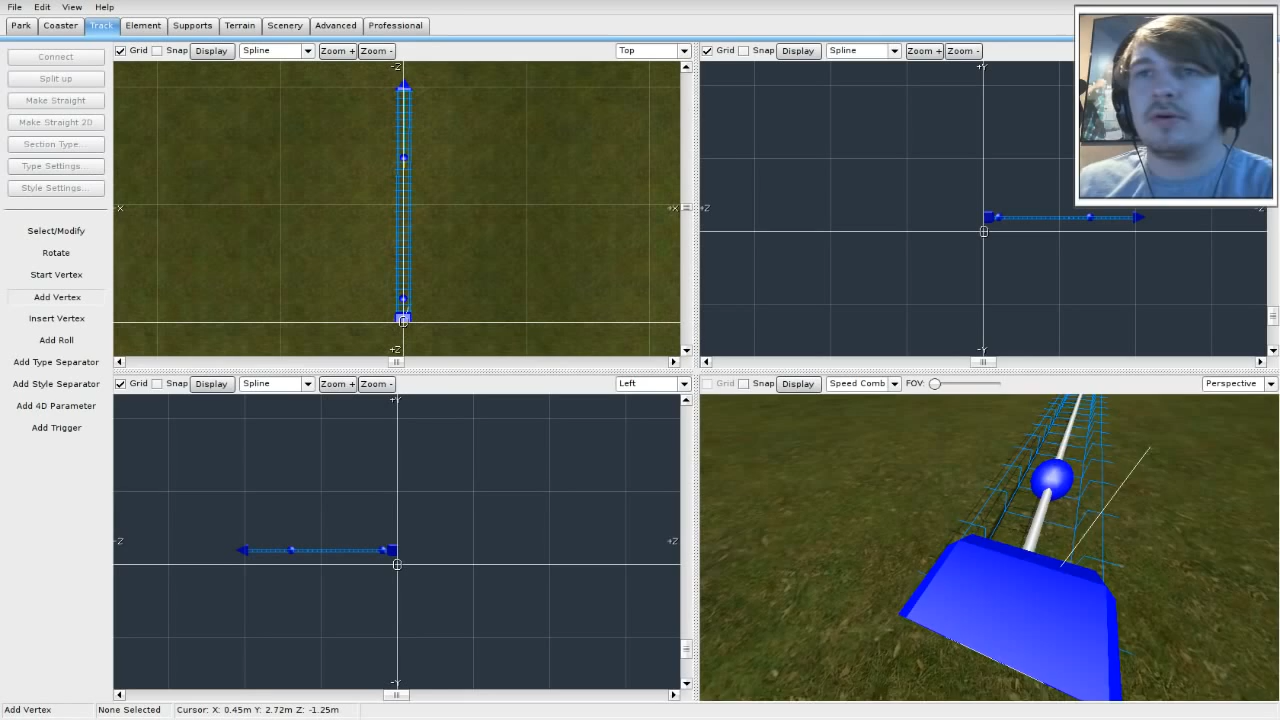 File Edit View Help
Park Coaster Track Element Supports Terrain Scenery Advanced Professional
Connect
Split up
Make Straight
Make Straight 2D
Section Type...
Type Settings...
Style Settings...
Select/Modify
Rotate
Start Vertex
Add Vertex
Insert Vertex
Add Roll
Add Type Separator
Add Style Separator
Add 4D Parameter
Add Trigger
Grid Snap Display Spline Zoom + Zoom - Top
-Z
-X
+X
+Z
Grid Snap Display Spline Zoom + Zoom -
+Y
+Z
-Y
Grid Snap Display Spline Zoom + Zoom - Left
+Y
-Z
+Z
-Y
Grid Snap Display Speed Comb FOV: Perspective
Add Vertex None Selected Cursor: X: 0.45m Y: 2.72m Z: -1.25m